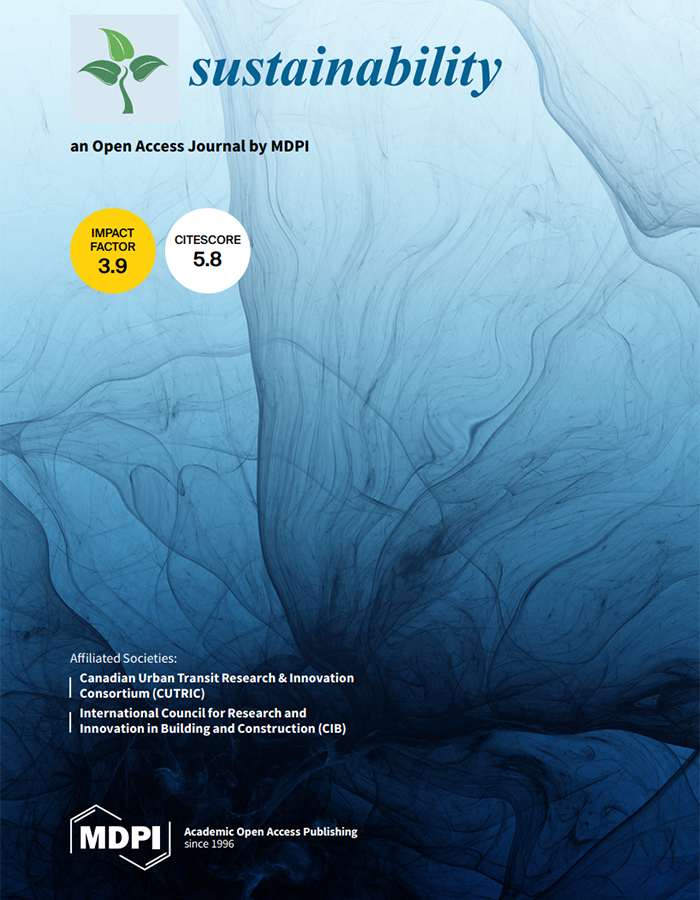 sustainability
an Open Access Journal by MDPI
IMPACT
FACTOR
3.9
CITESCORE
5.8
Affiliated Societies:
Canadian Urban Transit Research & Innovation
Consortium (CUTRIC)
International Council for Research and
Innovation in Building and Construction (CIB)
MDPI
Academic Open Access Publishing
since 1996